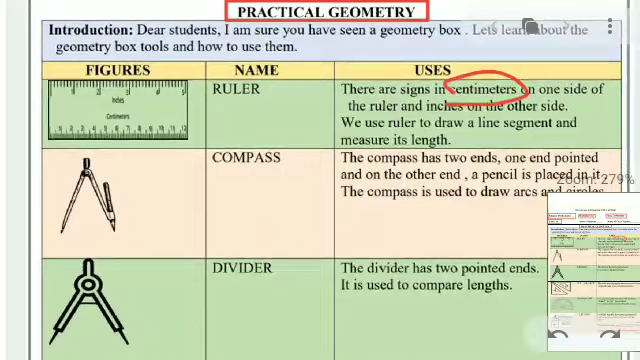 PRACTICAL GEOMETRY
Introduction: Dear students, I am sure you have seen a geometry box . Lets learn about the
geometry box tools and how to use them.
FIGURES NAME USES
Inches
Centimeters
RULER
There are signs in centimeters on one side of
the ruler and inches on the other side.
We use ruler to draw a line segment and
measure its length.
COMPASS
The compass has two ends, one end pointed
and on the other end , a pencil is placed in it.
The compass is used to draw arcs and circles.
Zoom: 279%
DIVIDER
The divider has two pointed ends.
It is used to compare lengths.